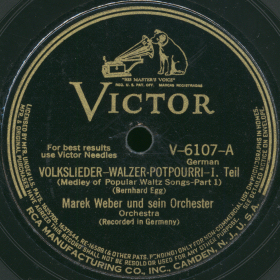 "HIS MASTER'S VOICE"
VICTOR
For best results
use Victor Needles
V-6107-A
German
VOLKSLIEDER-WALZER-POTPOURRI-1. Teil
(Medley of Popular Waltz Songs-Part 1)
(Bernhard Egg)
Marek Weber und sein Orchester
Orchestra
(Recorded in Germany)
RCA MANUFACTURING CO., INC., CAMDEN, N. J., U. S. A.